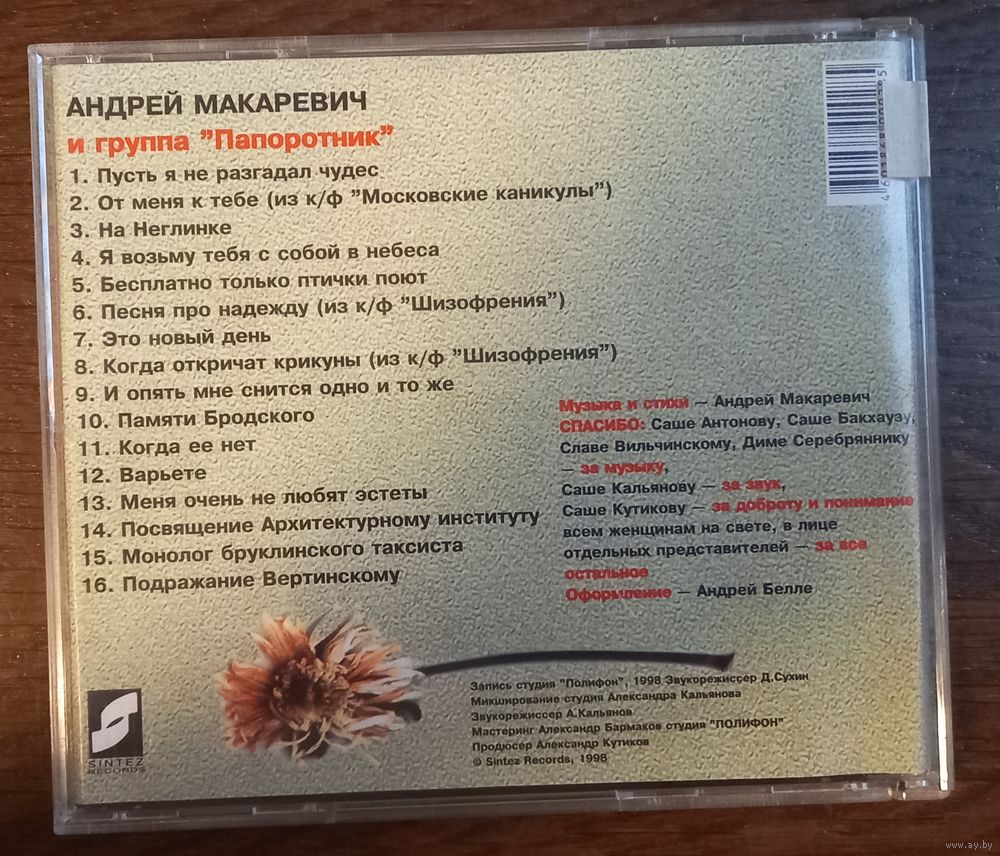 АНДРЕЙ МАКАРЕВИЧ
и группа "Папоротник"
1. Пусть я не разгадал чудес
2. От меня к тебе (из к/ф "Московские каникулы")
3. На Неглинке
4. Я возьму тебя с собой в небеса
5. Бесплатно только птички поют
6. Песня про надежду (из к/ф "Шизофрения")
7. Это новый день
8. Когда откричат крикуны (из к/ф "Шизофрения")
9. И опять мне снится одно и то же
10. Памяти Бродского
11. Когда ее нет
12. Варьете
13. Меня очень не любят эстеты
14. Посвящение Архитектурному институту
15. Монолог бруклинского таксиста
16. Подражание Вертинскому
Музыка и стихи — Андрей Макаревич
СПАСИБО: Саше Антонову, Саше Бакхаузу,
Славе Вильчинскому, Диме Серебряннику
— за музыку,
Саше Кальянову — за звук,
Саше Кутикову — за доброту и понимание
всем женщинам на свете, в лице
отдельных представителей — за все
остальное
Оформление — Андрей Белле
Запись студия "Полифон", 1998 Звукорежиссер Д.Сухин
Микширование студия Александра Кальянова
Звукорежиссер А.Кальянов
Мастеринг Александр Бармаков студия "ПОЛИФОН"
Продюсер Александр Кутиков
© Sintez Records, 1998
SINTEZ
RECORDS
www.ay.by